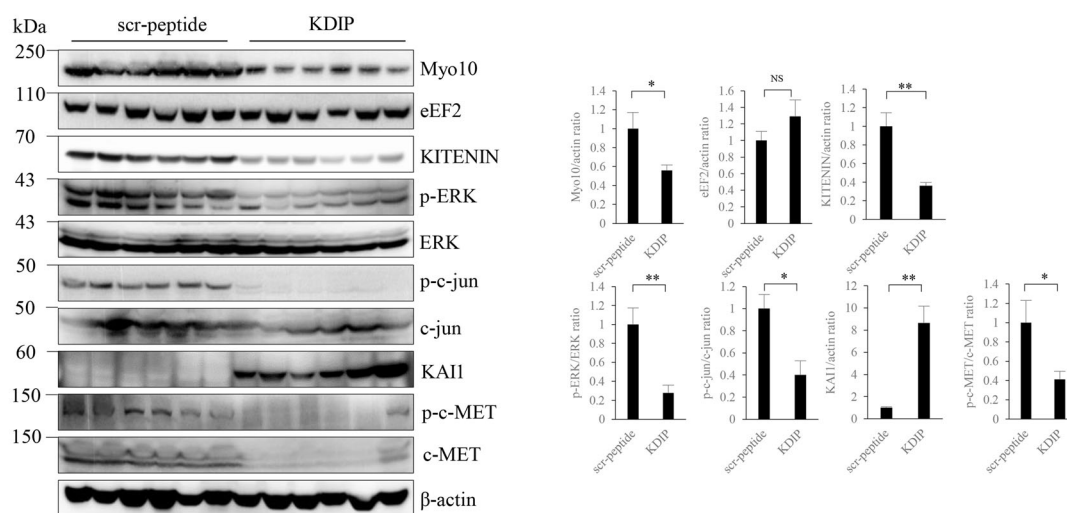 kDa
scr-peptide KDIP
250
Myo10
110
eEF2
70
KITENIN
43
p-ERK
43
ERK
50
p-c-jun
50
c-jun
60
KAI1
150
p-c-MET
150
c-MET
β-actin
Myo10/actin ratio
1.4
1.2
1
0.8
0.6
0.4
0.2
0
*
scr-peptide
KDIP
eEF2/actin ratio
1.6
1.4
1.2
1
0.8
0.6
0.4
0.2
0
NS
scr-peptide
KDIP
KITENIN/actin ratio
1.4
1.2
1
0.8
0.6
0.4
0.2
0
**
scr-peptide
KDIP
p-ERK/ERK ratio
1.4
1.2
1
0.8
0.6
0.4
0.2
0
**
scr-peptide
KDIP
p-c-jun/c-jun ratio
1.2
1
0.8
0.6
0.4
0.2
0
*
scr-peptide
KDIP
KAI1/actin ratio
12
10
8
6
4
2
0
**
scr-peptide
KDIP
p-c-MET/c-MET ratio
1.4
1.2
1
0.8
0.6
0.4
0.2
0
*
scr-peptide
KDIP